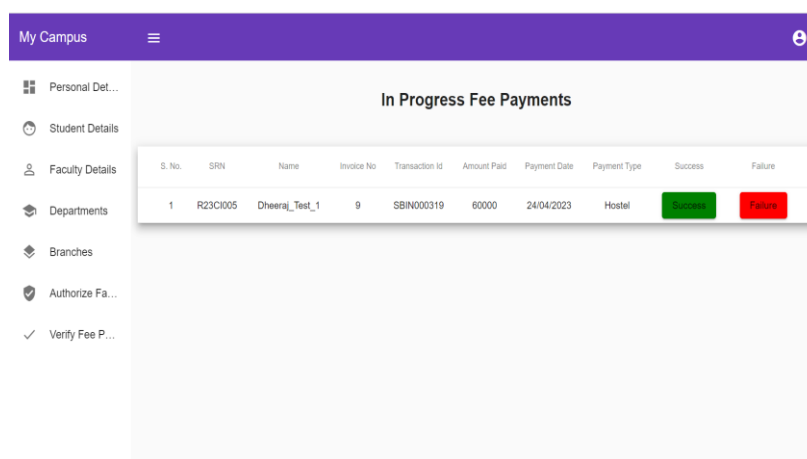 My Campus
Personal Det...
Student Details
Faculty Details
Departments
Branches
Authorize Fa...
Verify Fee P...
In Progress Fee Payments
S. No. SRN Name Invoice No Transaction Id Amount Paid Payment Date Payment Type Success Failure
1 R23CI005 Dheeraj_Test_1 9 SBIN000319 60000 24/04/2023 Hostel Success Failure